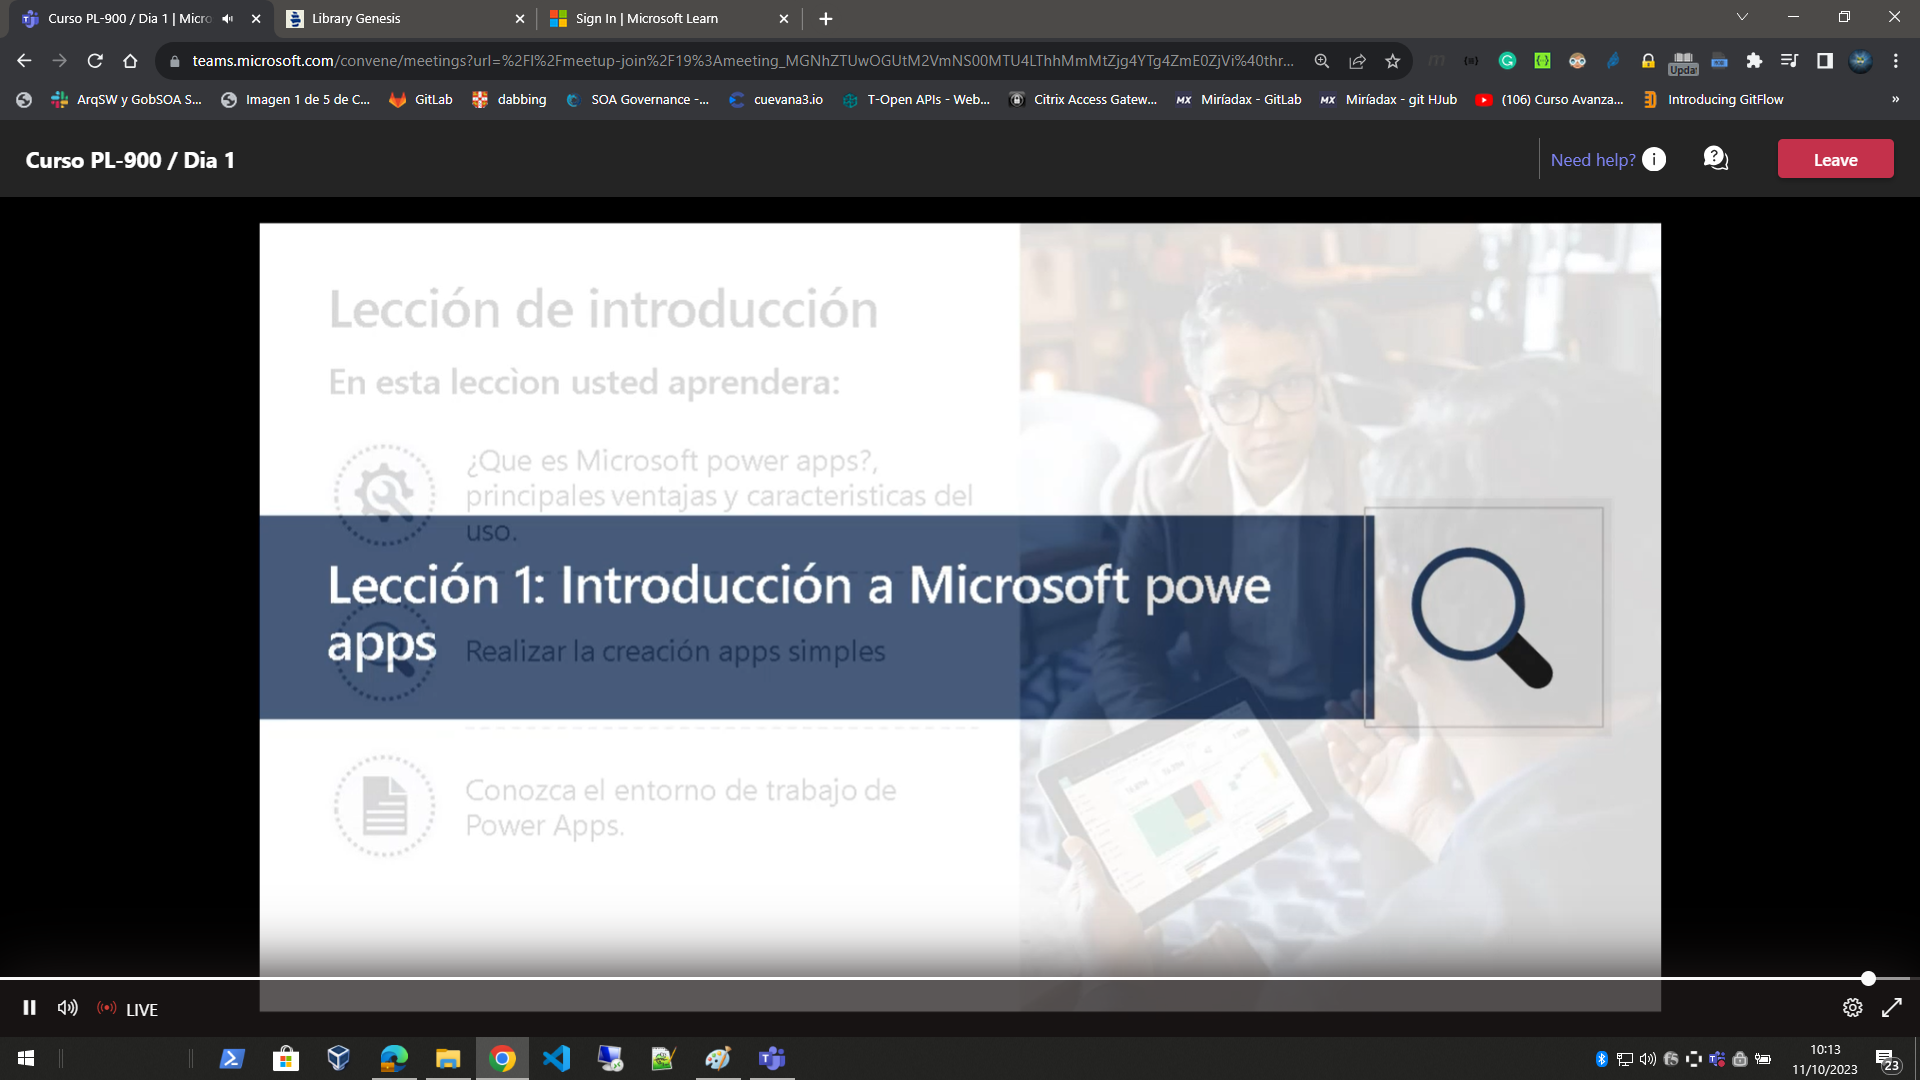 Curso PL-900 / Dia 1 | Micro
Library Genesis
Sign In | Microsoft Learn
teams.microsoft.com/convene/meetings?url=%2Fl%2Fmeetup-join%2F19%3Ameeting_MGNhZTUwOGUtM2VmNS00MTU4LThhMmMtZjg4YTg4ZmE0ZjVi%40thr...
Upda
ArqSW y GobSOA S...
Imagen 1 de 5 de C...
GitLab
dabbing
SOA Governance -...
cuevana3.io
T-Open APIs - Web...
Citrix Access Gatew...
Miríadax - GitLab
Miríadax - git HJub
(106) Curso Avanza...
Introducing GitFlow
»
Curso PL-900 / Dia 1
Need help?
Leave
Lección de introducción
En esta leccìon usted aprendera:
¿Que es Microsoft power apps?,
principales ventajas y caracteristicas del
uso.
Lección 1: Introducción a Microsoft powe
apps
Realizar la creación apps simples
Conozca el entorno de trabajo de
Power Apps.
LIVE
10:13
11/10/2023
23